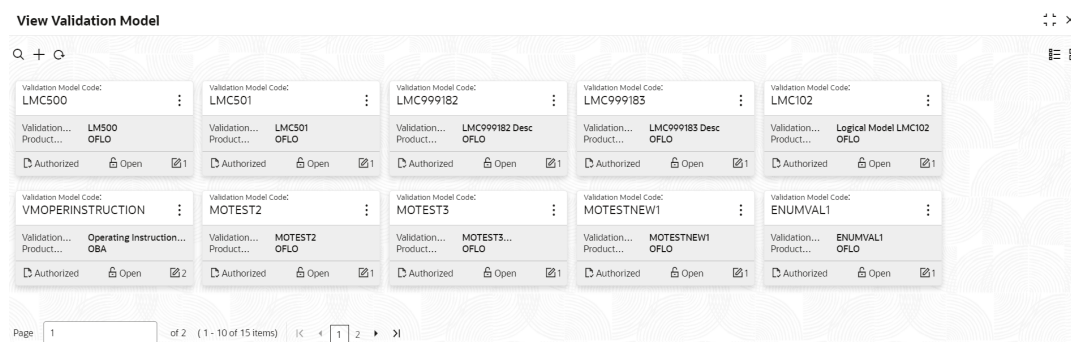 View Validation Model
Validation Model Code: Validation Model Code: Validation Model Code: Validation Model Code: Validation Model Code:
LMC500 LMC501 LMC999182 LMC999183 LMC102
Validation... LM500 Validation... LMC501 Validation... LMC999182 Desc Validation... LMC999183 Desc Validation... Logical Model LMC102
Product... OFLO Product... OFLO Product... OFLO Product... OFLO Product... OFLO
Authorized Open 1 Authorized Open 1 Authorized Open 1 Authorized Open 1 Authorized Open 1
Validation Model Code: Validation Model Code: Validation Model Code: Validation Model Code: Validation Model Code:
VMOPERINSTRUCTION MOTEST2 MOTEST3 MOTESTNEW1 ENUMVAL1
Validation... Operating Instruction... Validation... MOTEST2 Validation... MOTEST3... Validation... MOTESTNEW1 Validation... ENUMVAL1
Product... OBA Product... OFLO Product... OFLO Product... OFLO Product... OFLO
Authorized Open 2 Authorized Open 1 Authorized Open 1 Authorized Open 1 Authorized Open 1
Page 1 of 2 (1 - 10 of 15 items) 1 2